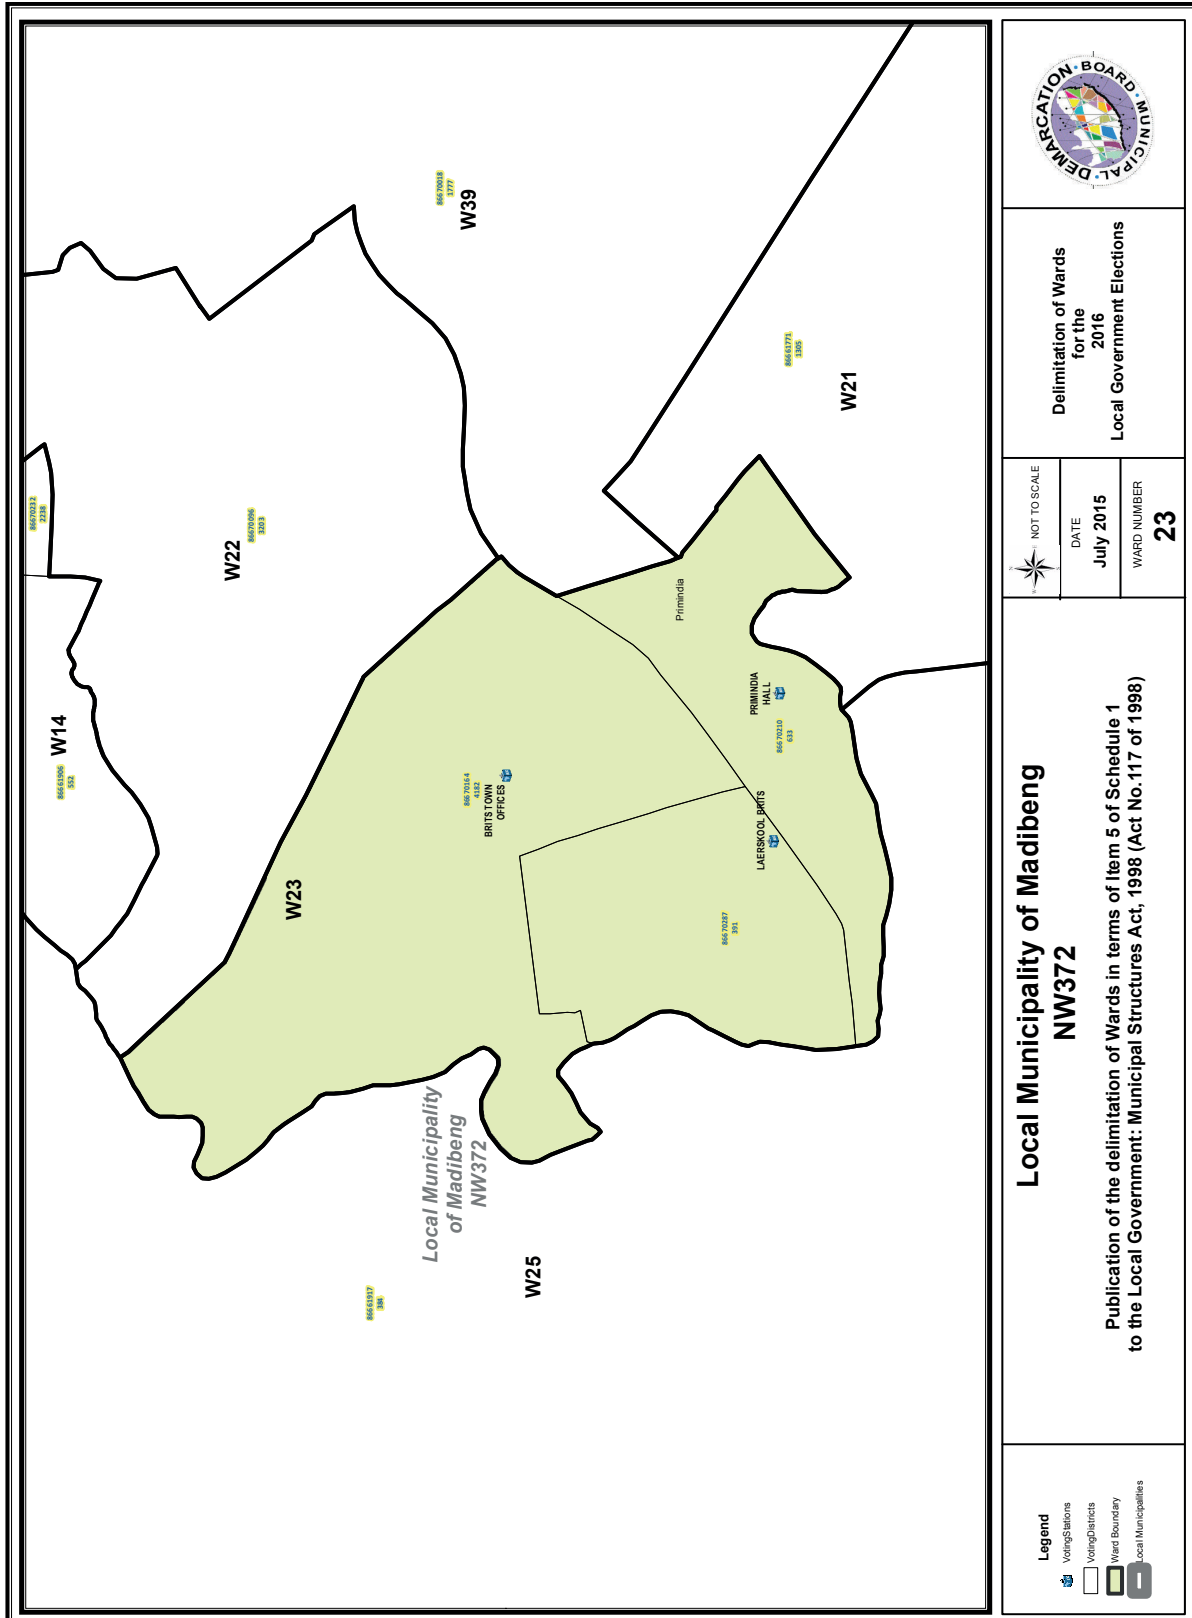 86670232
2238
W14
86661906
552
W22
86670096
3203
W39
86670018
1777
W23
86670164
4182
BRITS TOWN
OFFICES
Primindia
PRIMINDIA
HALL
86670210
633
LAERSKOOL BRITS
86670287
391
86661771
1305
W21
Local Municipality
of Madibeng
NW372
W25
86661917
384
Legend
VotingStations
VotingDistricts
Ward Boundary
Local Municipalities
Local Municipality of Madibeng
NW372
Publication of the delimitation of Wards in terms of Item 5 of Schedule 1
to the Local Government: Municipal Structures Act, 1998 (Act No.117 of 1998)
N
E
S
W
NOT TO SCALE
DATE
July 2015
WARD NUMBER
23
Delimitation of Wards
for the
2016
Local Government Elections
MUNICIPAL · DEMARCATION · BOARD ·